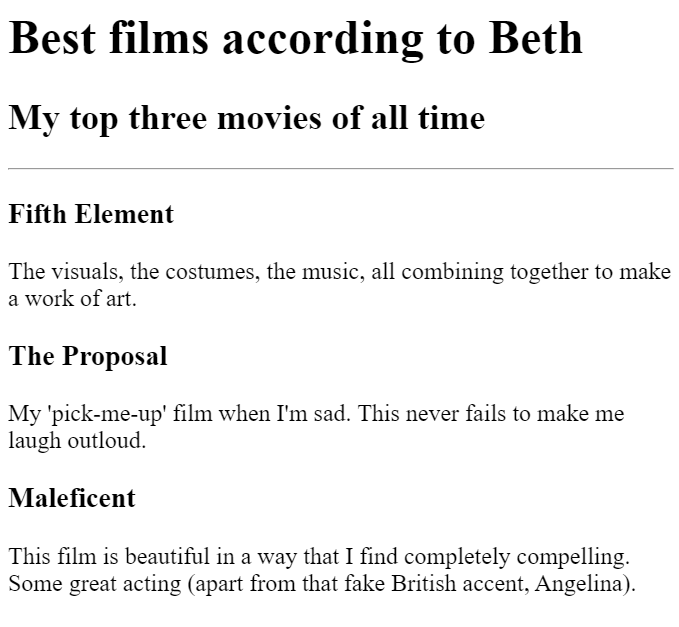 Best films according to Beth
My top three movies of all time
Fifth Element
The visuals, the costumes, the music, all combining together to make
a work of art.
The Proposal
My 'pick-me-up' film when I'm sad. This never fails to make me
laugh outloud.
Maleficent
This film is beautiful in a way that I find completely compelling.
Some great acting (apart from that fake British accent, Angelina).